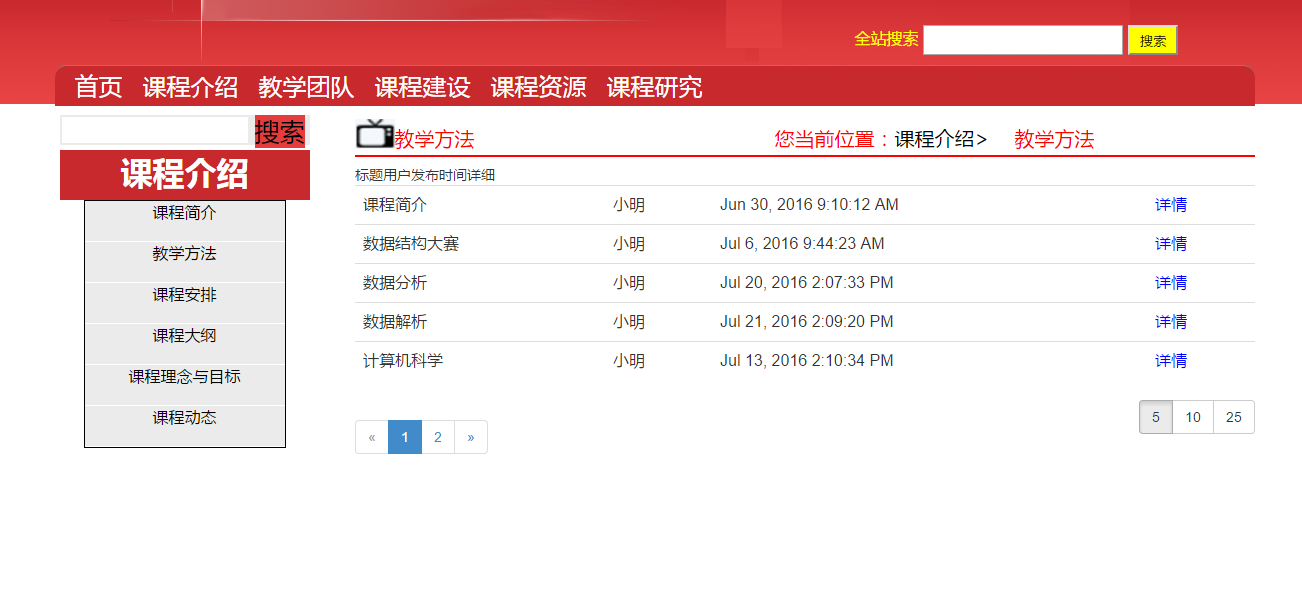 全站搜索 搜索
首页 课程介绍 教学团队 课程建设 课程资源 课程研究
搜索
课程介绍
课程简介
教学方法
课程安排
课程大纲
课程理念与目标
课程动态
教学方法 您当前位置：课程介绍> 教学方法
标题用户发布时间详细
课程简介 小明 Jun 30, 2016 9:10:12 AM 详情
数据结构大赛 小明 Jul 6, 2016 9:44:23 AM 详情
数据分析 小明 Jul 20, 2016 2:07:33 PM 详情
数据解析 小明 Jul 21, 2016 2:09:20 PM 详情
计算机科学 小明 Jul 13, 2016 2:10:34 PM 详情
5 10 25
« 1 2 »